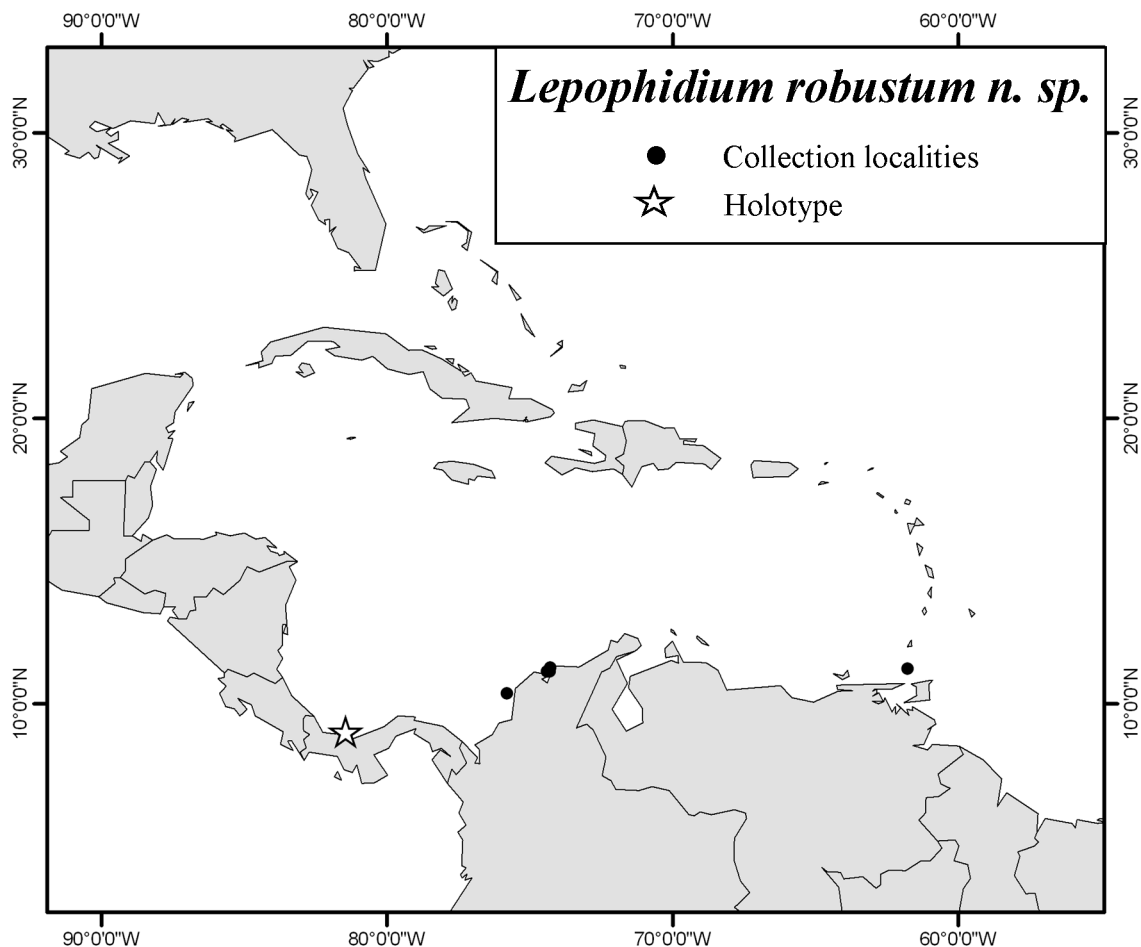 90°0'0"W 80°0'0"W 70°0'0"W 60°0'0"W
Lepophidium robustum n. sp.
Collection localities
Holotype
30°0'0"N 30°0'0"N
20°0'0"N 20°0'0"N
10°0'0"N 10°0'0"N
90°0'0"W 80°0'0"W 70°0'0"W 60°0'0"W